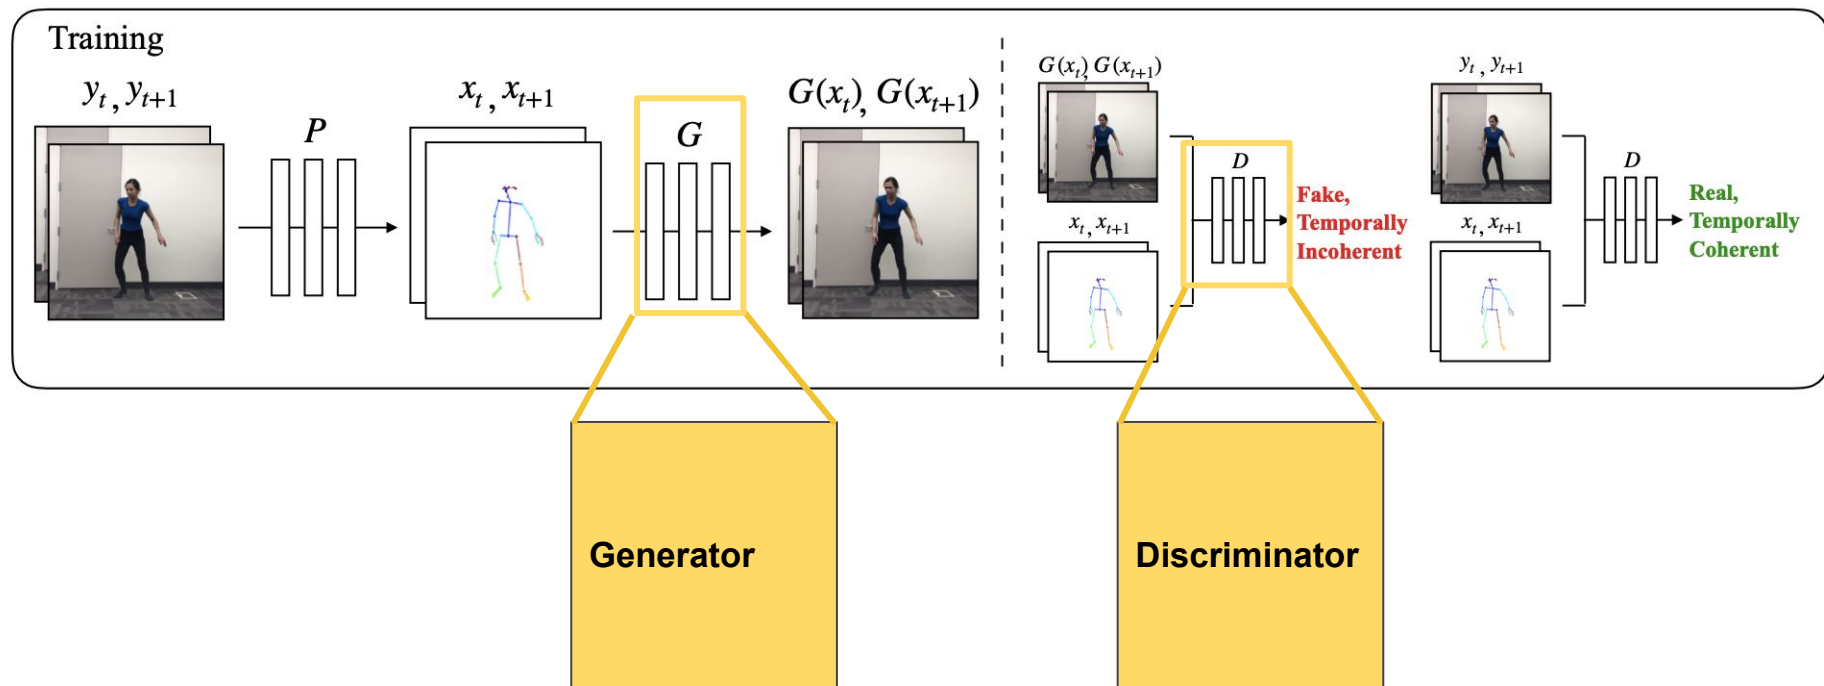 Training
y_t, y_{t+1}
P
x_t, x_{t+1}
G
G(x_t), G(x_{t+1})
G(x_t), G(x_{t+1})
D
Fake,
Temporally
Incoherent
x_t, x_{t+1}
y_t, y_{t+1}
D
Real,
Temporally
Coherent
x_t, x_{t+1}
Generator
Discriminator